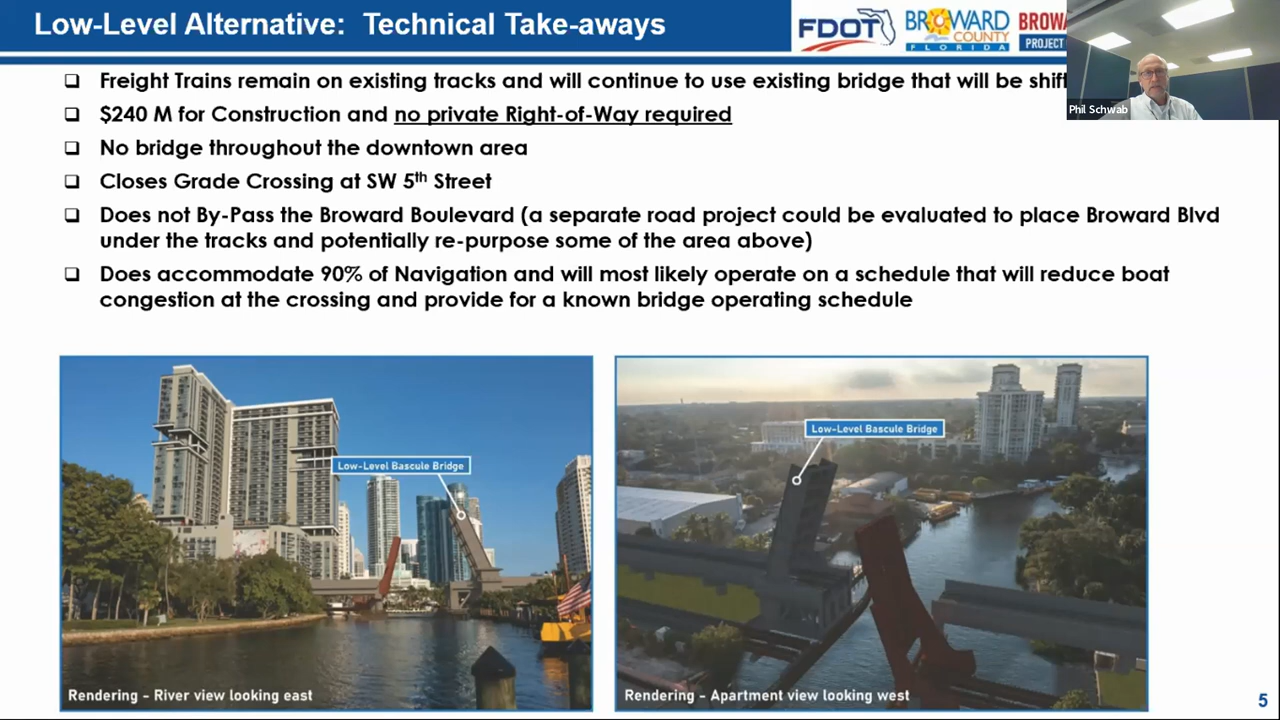 Low-Level Alternative: Technical Take-aways
FDOT
BROWARD
COUNTY
FLORIDA
PROJECT
Phil Schwab
❑ Freight Trains remain on existing tracks and will continue to use existing bridge that will be
❑ $240 M for Construction and no private Right-of-Way required
❑ No bridge throughout the downtown area
❑ Closes Grade Crossing at SW 5th Street
❑ Does not By-Pass the Broward Boulevard (a separate road project could be evaluated to place Broward Blvd
under the tracks and potentially re-purpose some of the area above)
❑ Does accommodate 90% of Navigation and will most likely operate on a schedule that will reduce boat
congestion at the crossing and provide for a known bridge operating schedule
Low-Level Bascule Bridge
Rendering - River view looking east
Low-Level Bascule Bridge
Rendering - Apartment view looking west
5